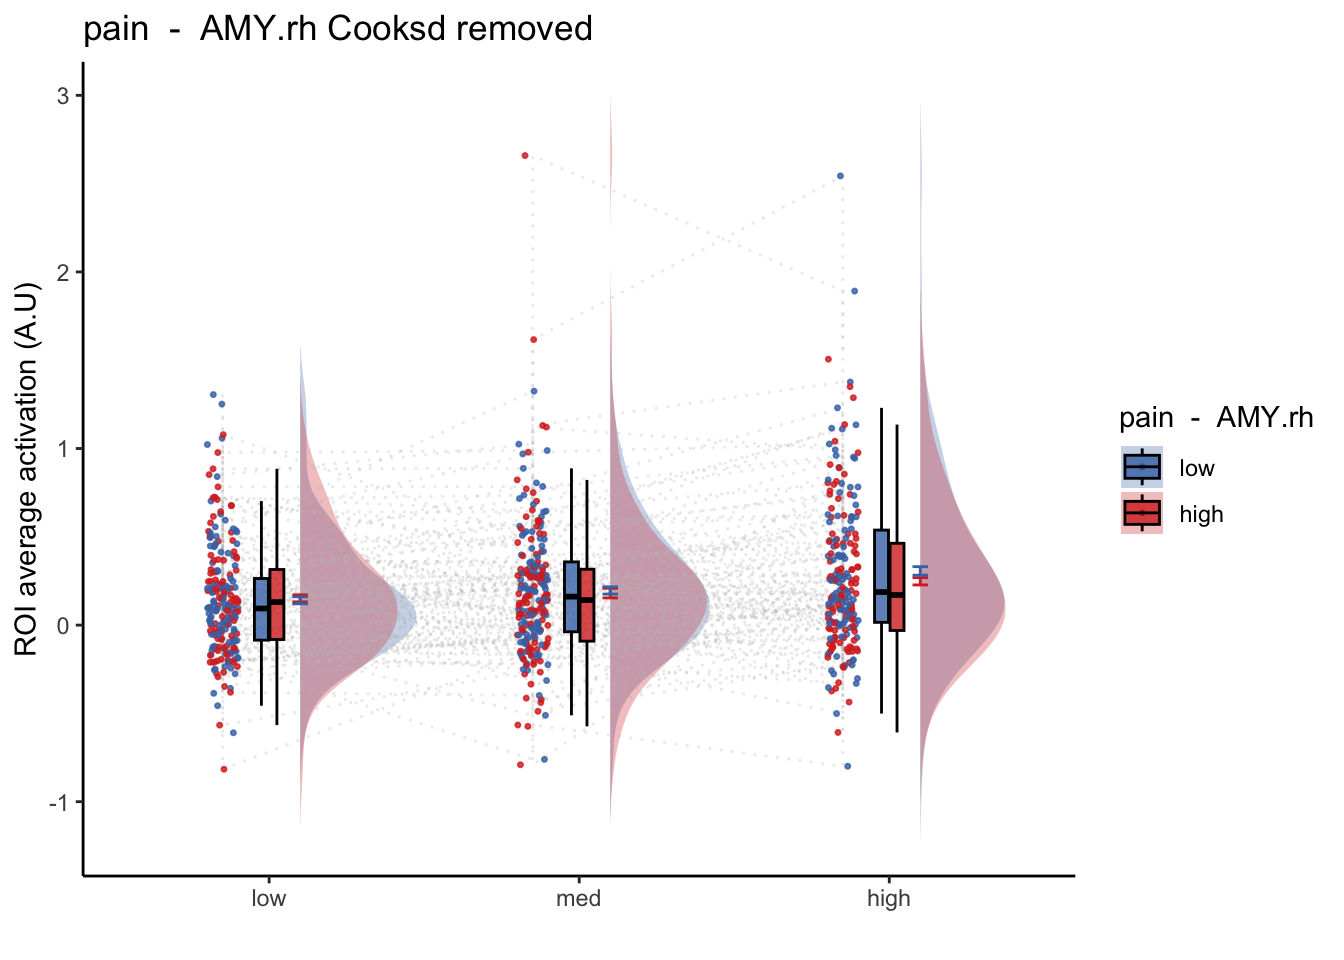 pain - AMY.rh Cooksd removed
3
2
1
0
-1
ROI average activation (A.U)
low
med
high
pain - AMY.rh
low
high